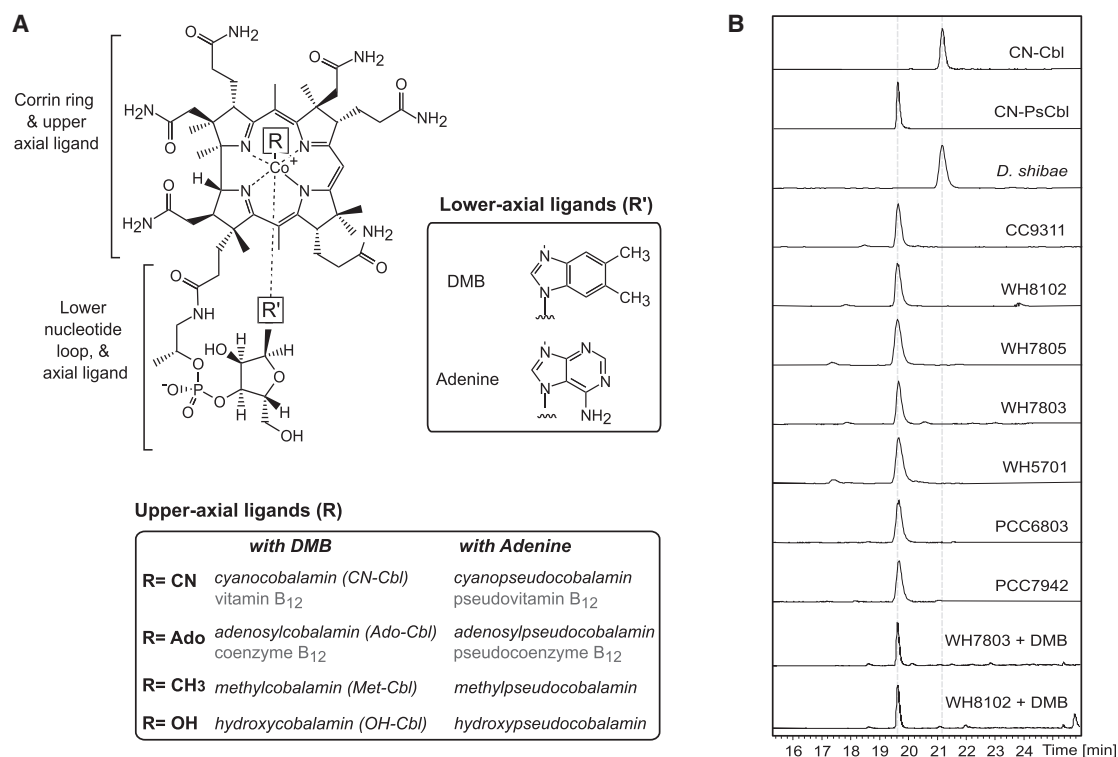 A
Corrin ring
& upper
axial ligand
Lower
nucleotide
loop, &
axial ligand
O
NH2
O
NH2
O
NH2
H2N
O
O
NH2
R
N
N
Co+
N
N
H
O
H2N
NH2
O
O
NH
R'
O
HO
H
H
-O
P
O
O
O
H
H
OH
Lower-axial ligands (R')
DMB
N
N
CH3
CH3
Adenine
N
N
N
N
NH2
Upper-axial ligands (R)
with DMB with Adenine
R= CN cyanocobalamin (CN-Cbl) cyanopseudocobalamin
vitamin B12 pseudovitamin B12
R= Ado adenosylcobalamin (Ado-Cbl) adenosylpseudocobalamin
coenzyme B12 pseudocoenzyme B12
R= CH3 methylcobalamin (Met-Cbl) methylpseudocobalamin
R= OH hydroxycobalamin (OH-Cbl) hydroxypseudocobalamin
B
CN-Cbl
CN-PsCbl
D. shibae
CC9311
WH8102
WH7805
WH7803
WH5701
PCC6803
PCC7942
WH7803 + DMB
WH8102 + DMB
16 17 18 19 20 21 22 23 24 Time [min]